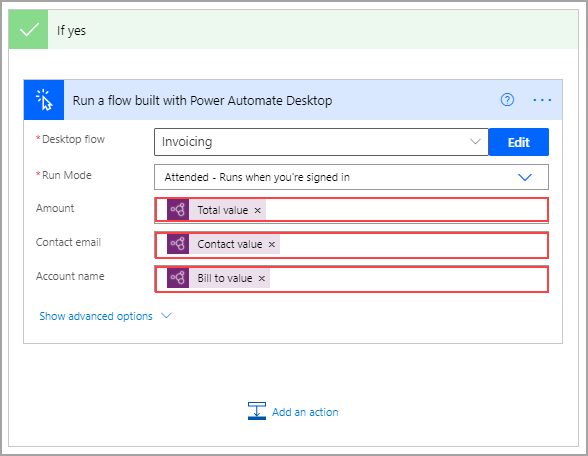 If yes
Run a flow built with Power Automate Desktop
* Desktop flow
Invoicing
Edit
* Run Mode
Attended - Runs when you're signed in
Amount
Total value ×
Contact email
Contact value ×
Account name
Bill to value ×
Show advanced options
Add an action